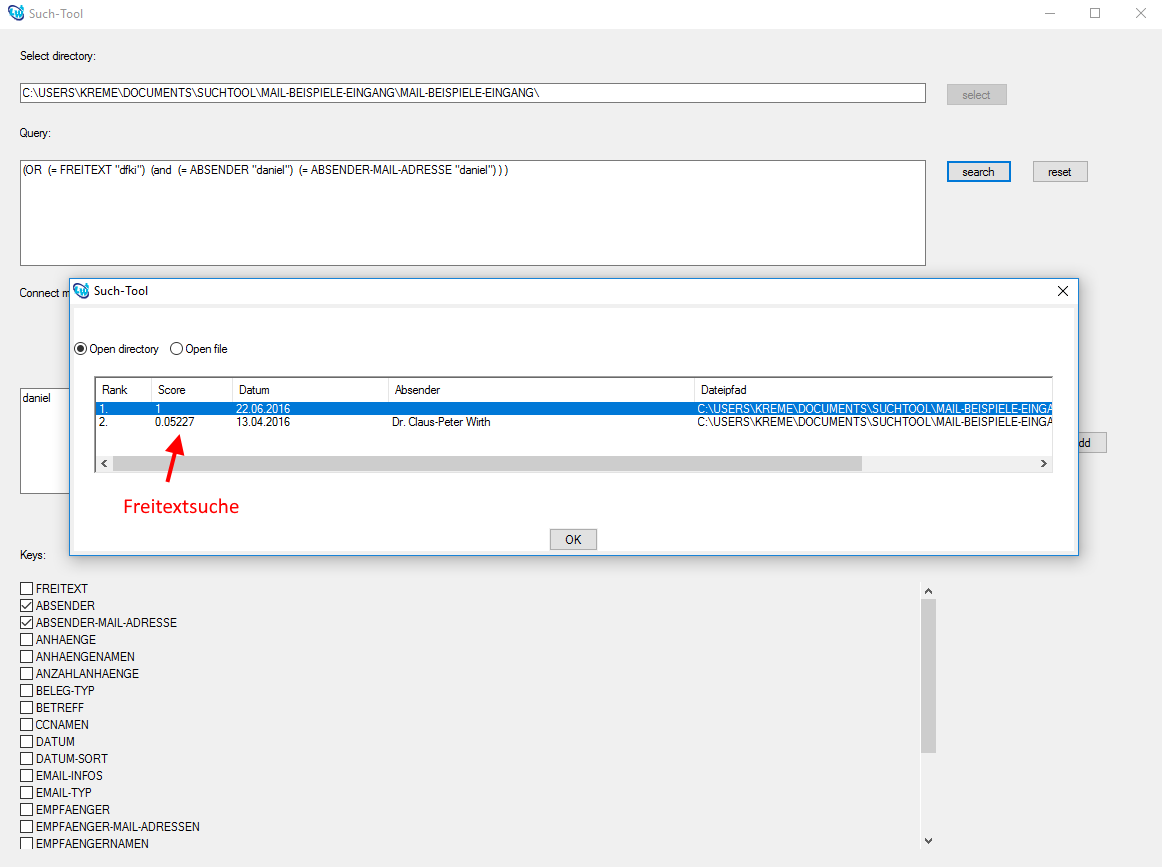 Such-Tool
Select directory:
C:\USERS\KREME\DOCUMENTS\SUCHTOOL\MAIL-BEISPIELE-EINGANG\MAIL-BEISPIELE-EINGANG\
select
Query:
(OR (= FREITEXT "dfki") (and (= ABSENDER "daniel") (= ABSENDER-MAIL-ADRESSE "daniel") ) )
search
reset
Connect m
Such-Tool
Open directory
Open file
Rank Score Datum Absender Dateipfad
1. 1 22.06.2016 C:\USERS\KREME\DOCUMENTS\SUCHTOOL\MAIL-BEISPIELE-EINGA
2. 0.05227 13.04.2016 Dr. Claus-Peter Wirth C:\USERS\KREME\DOCUMENTS\SUCHTOOL\MAIL-BEISPIELE-EINGA
Freitextsuche
OK
daniel
dd
Keys:
FREITEXT
ABSENDER
ABSENDER-MAIL-ADRESSE
ANHAENGE
ANHAENGENAMEN
ANZAHLANHAENGE
BELEG-TYP
BETREFF
CCNAMEN
DATUM
DATUM-SORT
EMAIL-INFOS
EMAIL-TYP
EMPFAENGER
EMPFAENGER-MAIL-ADRESSEN
EMPFAENGERNAMEN